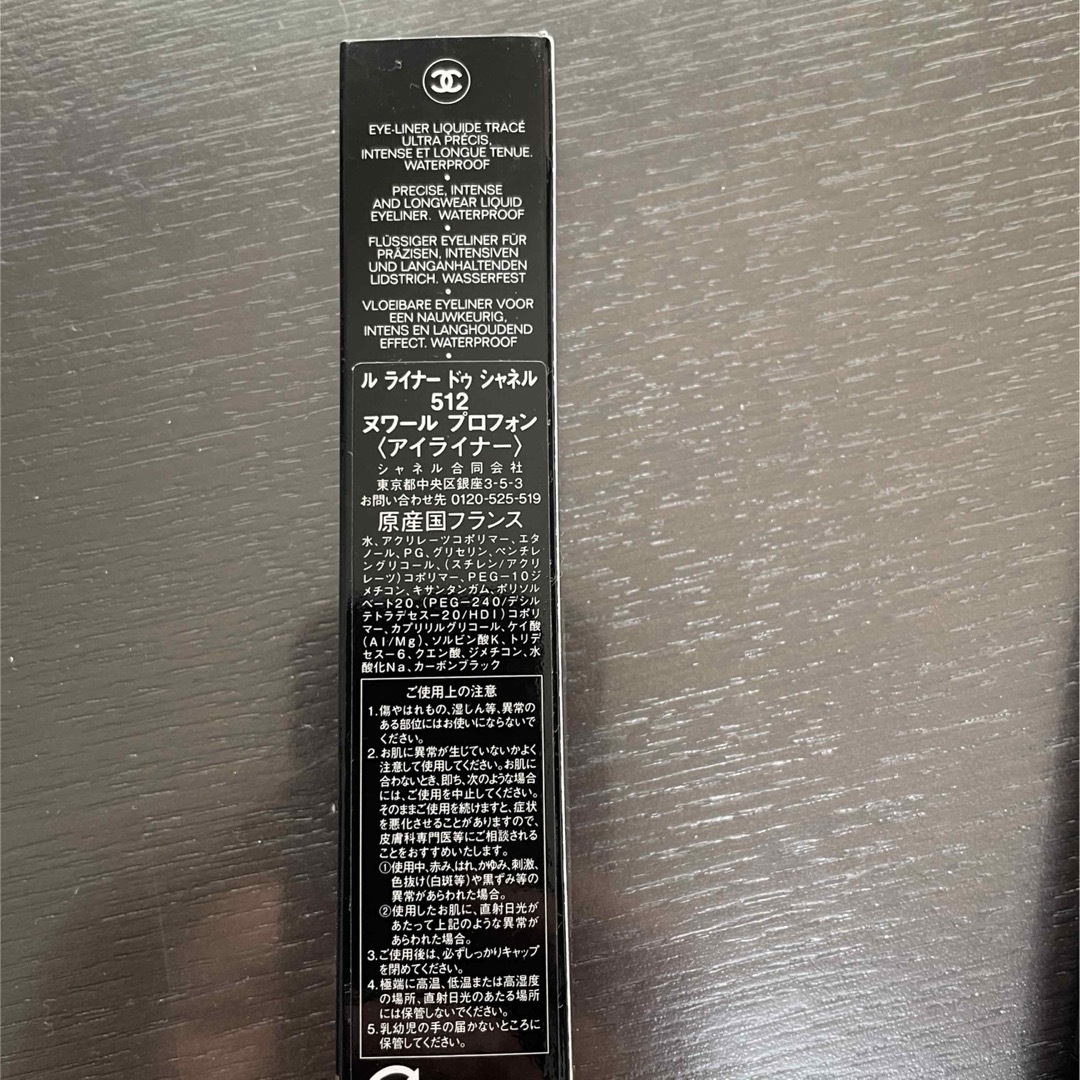 EYE-LINER LIQUIDE TRACÉ
ULTRA PRÉCIS,
INTENSE ET LONGUE TENUE.
WATERPROOF
•
PRECISE, INTENSE
AND LONGWEAR LIQUID
EYELINER. WATERPROOF
•
FLÜSSIGER EYELINER FÜR
PRÄZISEN, INTENSIVEN
UND LANGANHALTENDEN
LIDSTRICH. WASSERFEST
•
VLOEIBARE EYELINER VOOR
EEN NAUWKEURIG,
INTENS EN LANGHOUDEND
EFFECT. WATERPROOF
•
ル ライナー ドゥ シャネル
512
ヌワール プロフォン
〈アイライナー〉
シャネル合同会社
東京都中央区銀座3-5-3
お問い合わせ先 0120-525-519
原産国フランス
水、アクリレーツコポリマー、エタ
ノール、PG、グリセリン、ペンチレ
ングリコール、(スチレン/アクリ
レーツ)コポリマー、PEG-10ジ
メチコン、キサンタンガム、ポリソル
ベート20、(PEG-240/デシル
テトラデセス-20/HDI)コポリ
マー、カプリリルグリコール、ケイ酸
(Al/Mg)、ソルビン酸K、トリデ
セス-6、クエン酸、ジメチコン、水
酸化Na、カーボンブラック
ご使用上の注意
1.傷やはれもの、湿しん等、異常の
ある部位にはお使いにならないで
ください。
2.お肌に異常が生じていないかよく
注意して使用してください。お肌に
合わないとき、即ち、次のような場合
には、ご使用を中止してください。
そのままご使用を続けますと、症状
を悪化させることがありますので、
皮膚科専門医等にご相談される
ことをおすすめいたします。
①使用中、赤み、はれ、かゆみ、刺激、
色抜け(白斑等)や黒ずみ等の
異常があらわれた場合。
②使用したお肌に、直射日光が
あたって上記のような異常が
あらわれた場合。
3.ご使用後は、必ずしっかりキャップ
を閉めてください。
4.極端に高温、低温または高湿度
の場所、直射日光のあたる場所
には保管しないでください。
5.乳幼児の手の届かないところに
保管してください。